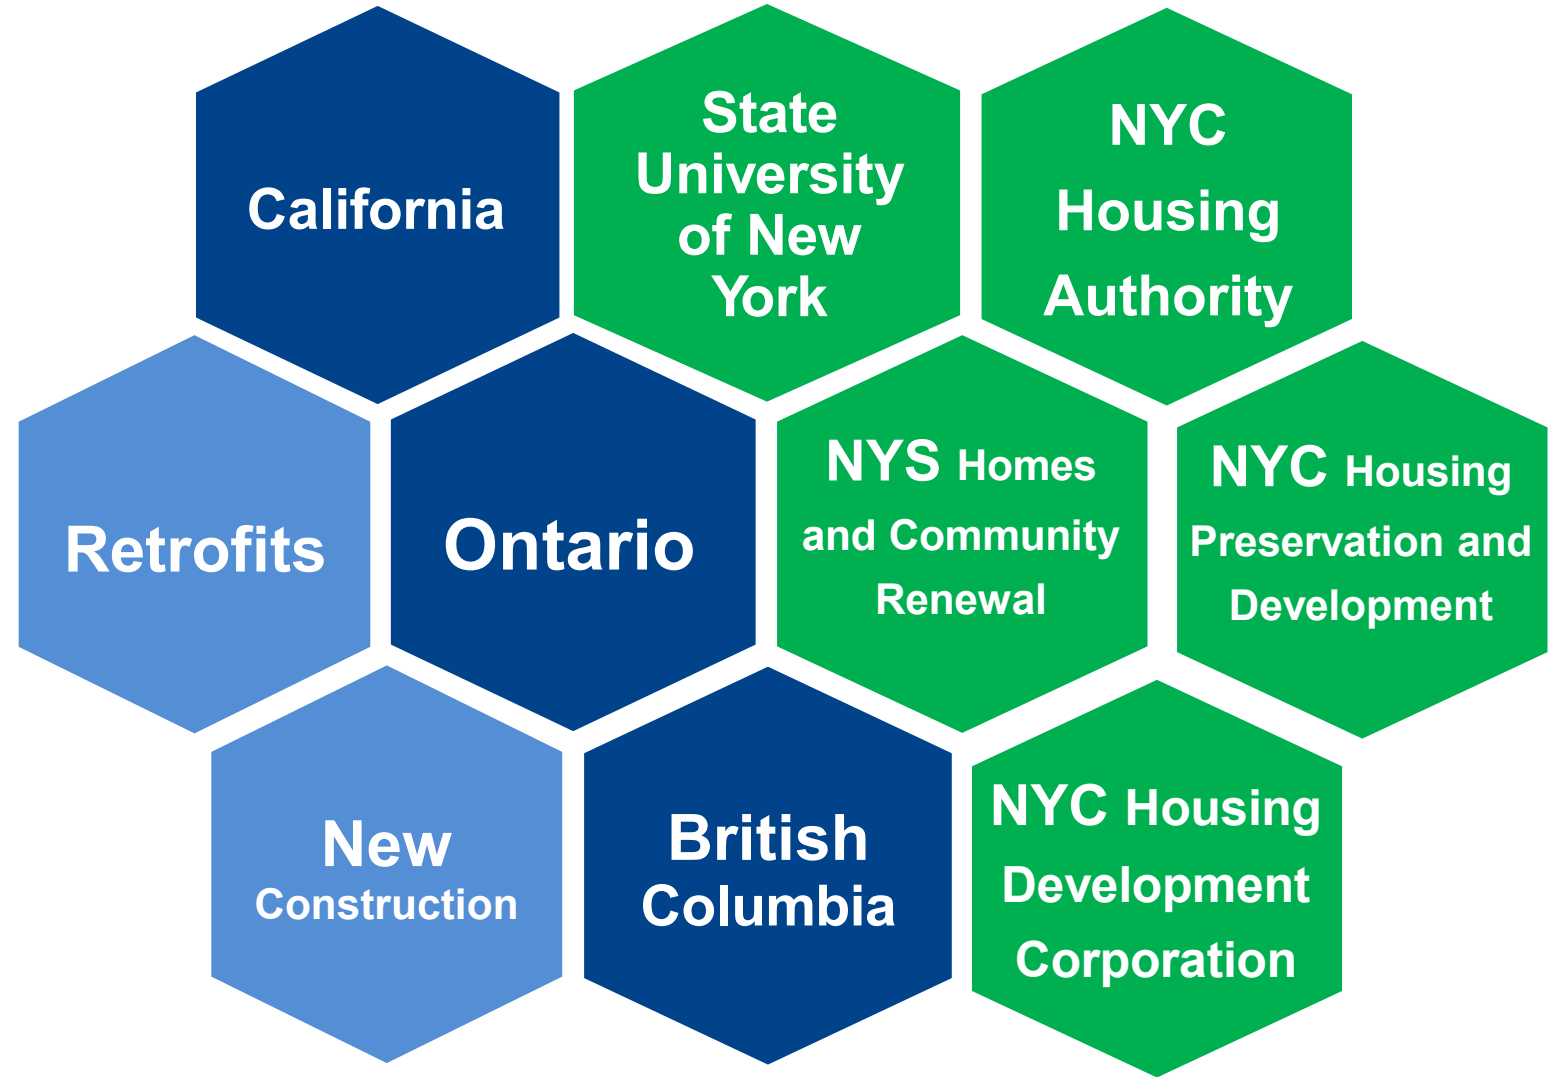 California
State
University
of New
York
NYC
Housing
Authority
Retrofits
Ontario
NYS Homes
and Community
Renewal
NYC Housing
Preservation and
Development
New
Construction
British
Columbia
NYC Housing
Development
Corporation